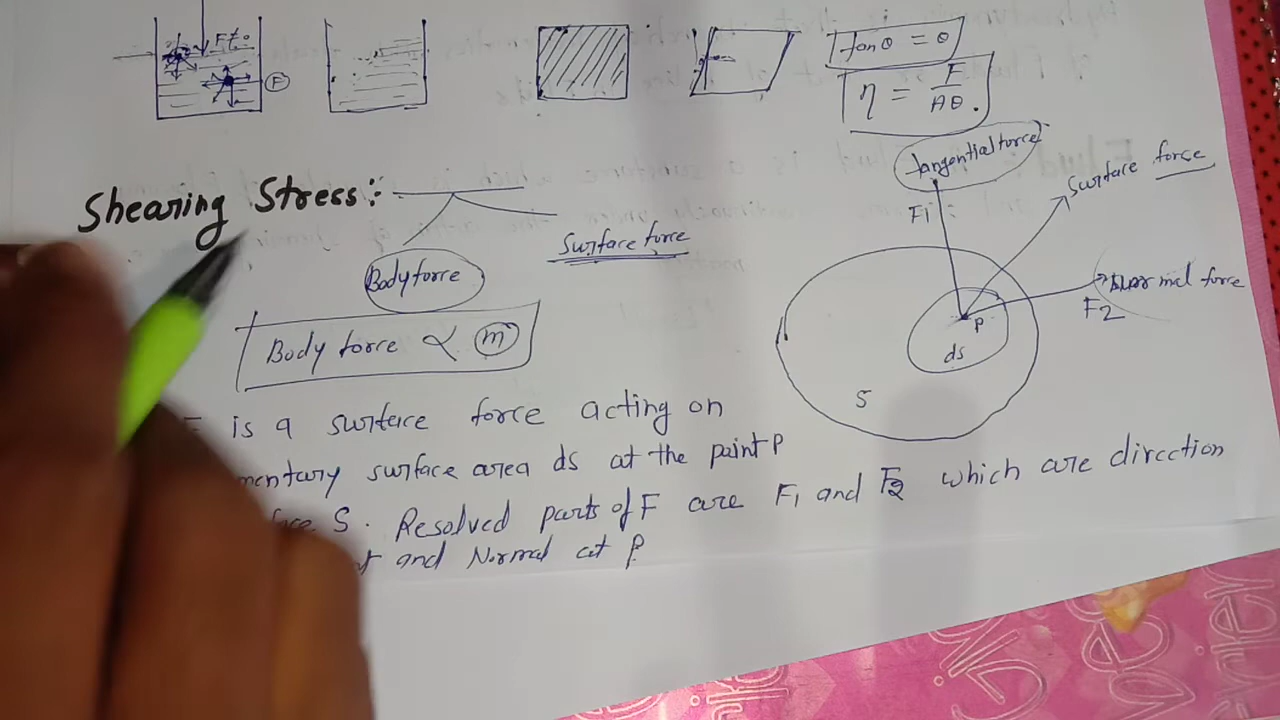 F≠0
F
tanθ = θ
η = F/Aθ.
Tangential force
Surface force
F1
Shearing Stress:-
Surface force
Body force
Normal force
F2
P
ds
Body force ∝ m
S
is a surface force acting on
mentary surface area ds at the point P
S. Resolved parts of F are F1 and F2 which are direction
and Normal at P